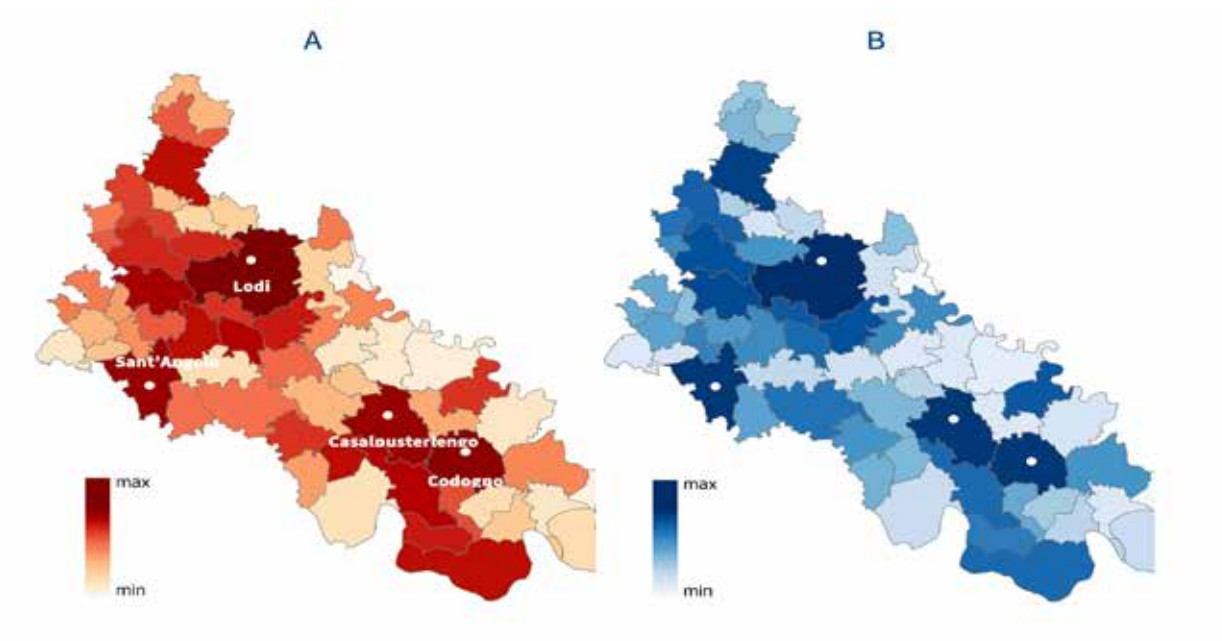 A
B
Lodi
Sant'Angelo
Casalpusterlengo
Codogno
max
max
min
min